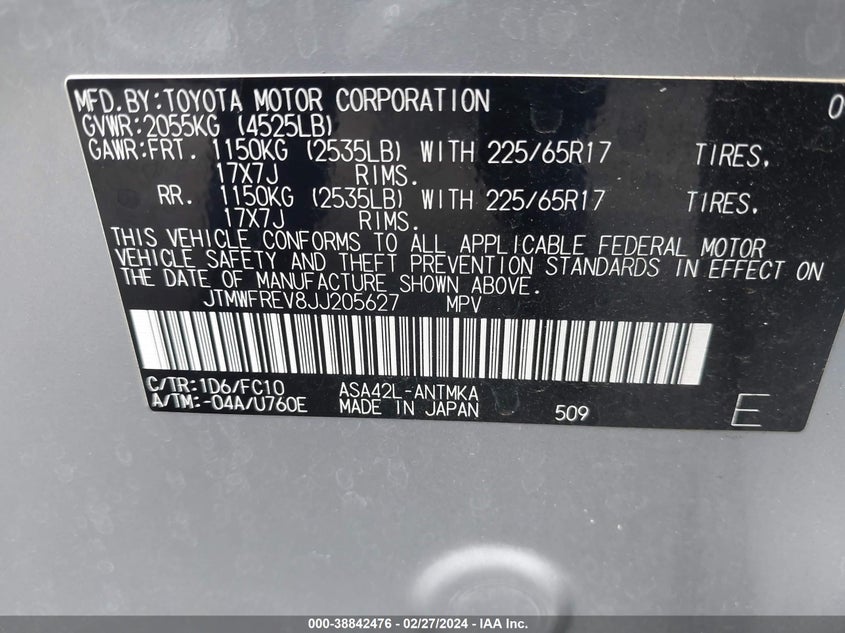 MFD.BY:TOYOTA MOTOR CORPORATION 0
GVWR:2055KG (4525LB)
GAWR:FRT. 1150KG (2535LB) WITH 225/65R17 TIRES,
17X7J RIMS.
RR. 1150KG (2535LB) WITH 225/65R17 TIRES,
17X7J RIMS.
THIS VEHICLE CONFORMS TO ALL APPLICABLE FEDERAL MOTOR
VEHICLE SAFETY AND THEFT PREVENTION STANDARDS IN EFFECT ON
THE DATE OF MANUFACTURE SHOWN ABOVE.
JTMWFREV8JJ205627 MPV
C/TR:1D6/FC10 ASA42L-ANTMKA
A/TM:-04A/U760E MADE IN JAPAN 509 E
000-38842476 - 02/27/2024 - IAA Inc.